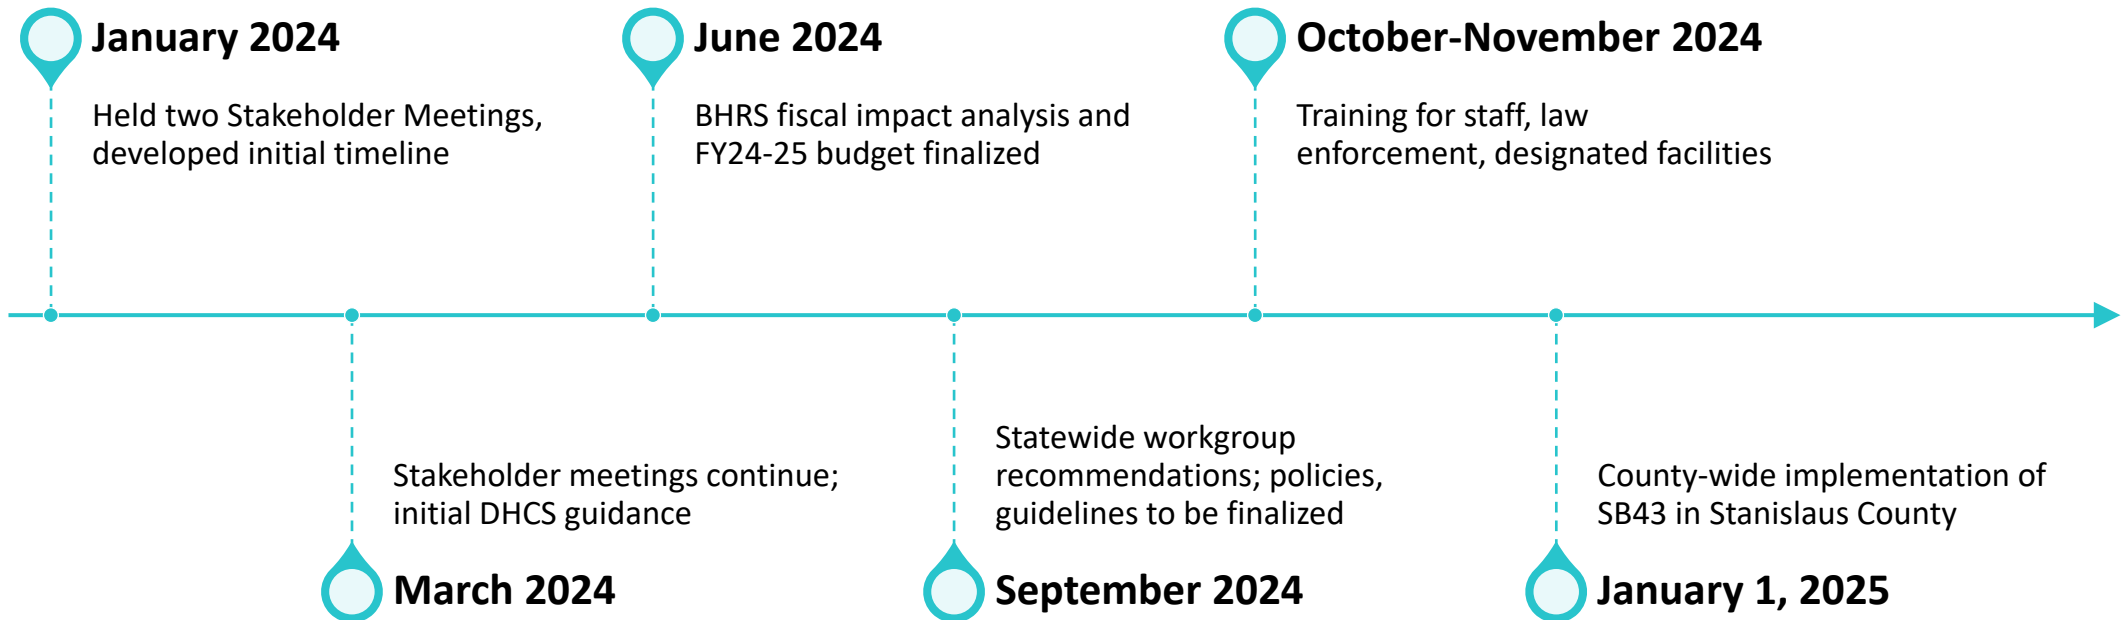 January 2024
Held two Stakeholder Meetings,
developed initial timeline
June 2024
BHRS fiscal impact analysis and
FY24-25 budget finalized
October-November 2024
Training for staff, law
enforcement, designated facilities
Stakeholder meetings continue;
initial DHCS guidance
March 2024
Statewide workgroup
recommendations; policies,
guidelines to be finalized
September 2024
County-wide implementation of
SB43 in Stanislaus County
January 1, 2025